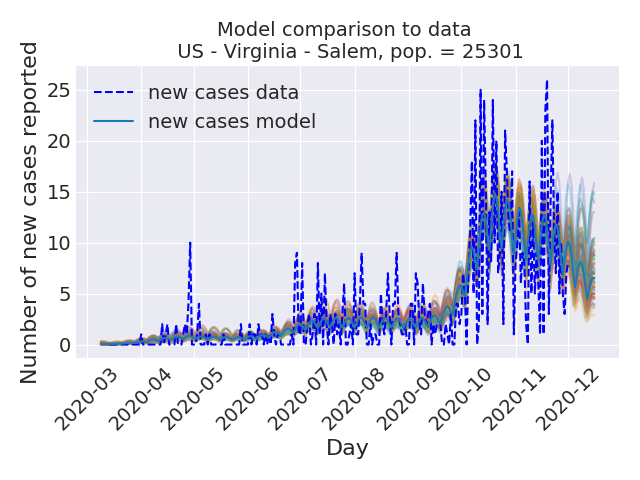 Model comparison to data
US - Virginia - Salem, pop. = 25301
Number of new cases reported
25
20
15
10
5
0
new cases data
new cases model
2020-03
2020-04
2020-05
2020-06
2020-07
2020-08
2020-09
2020-10
2020-11
2020-12
Day